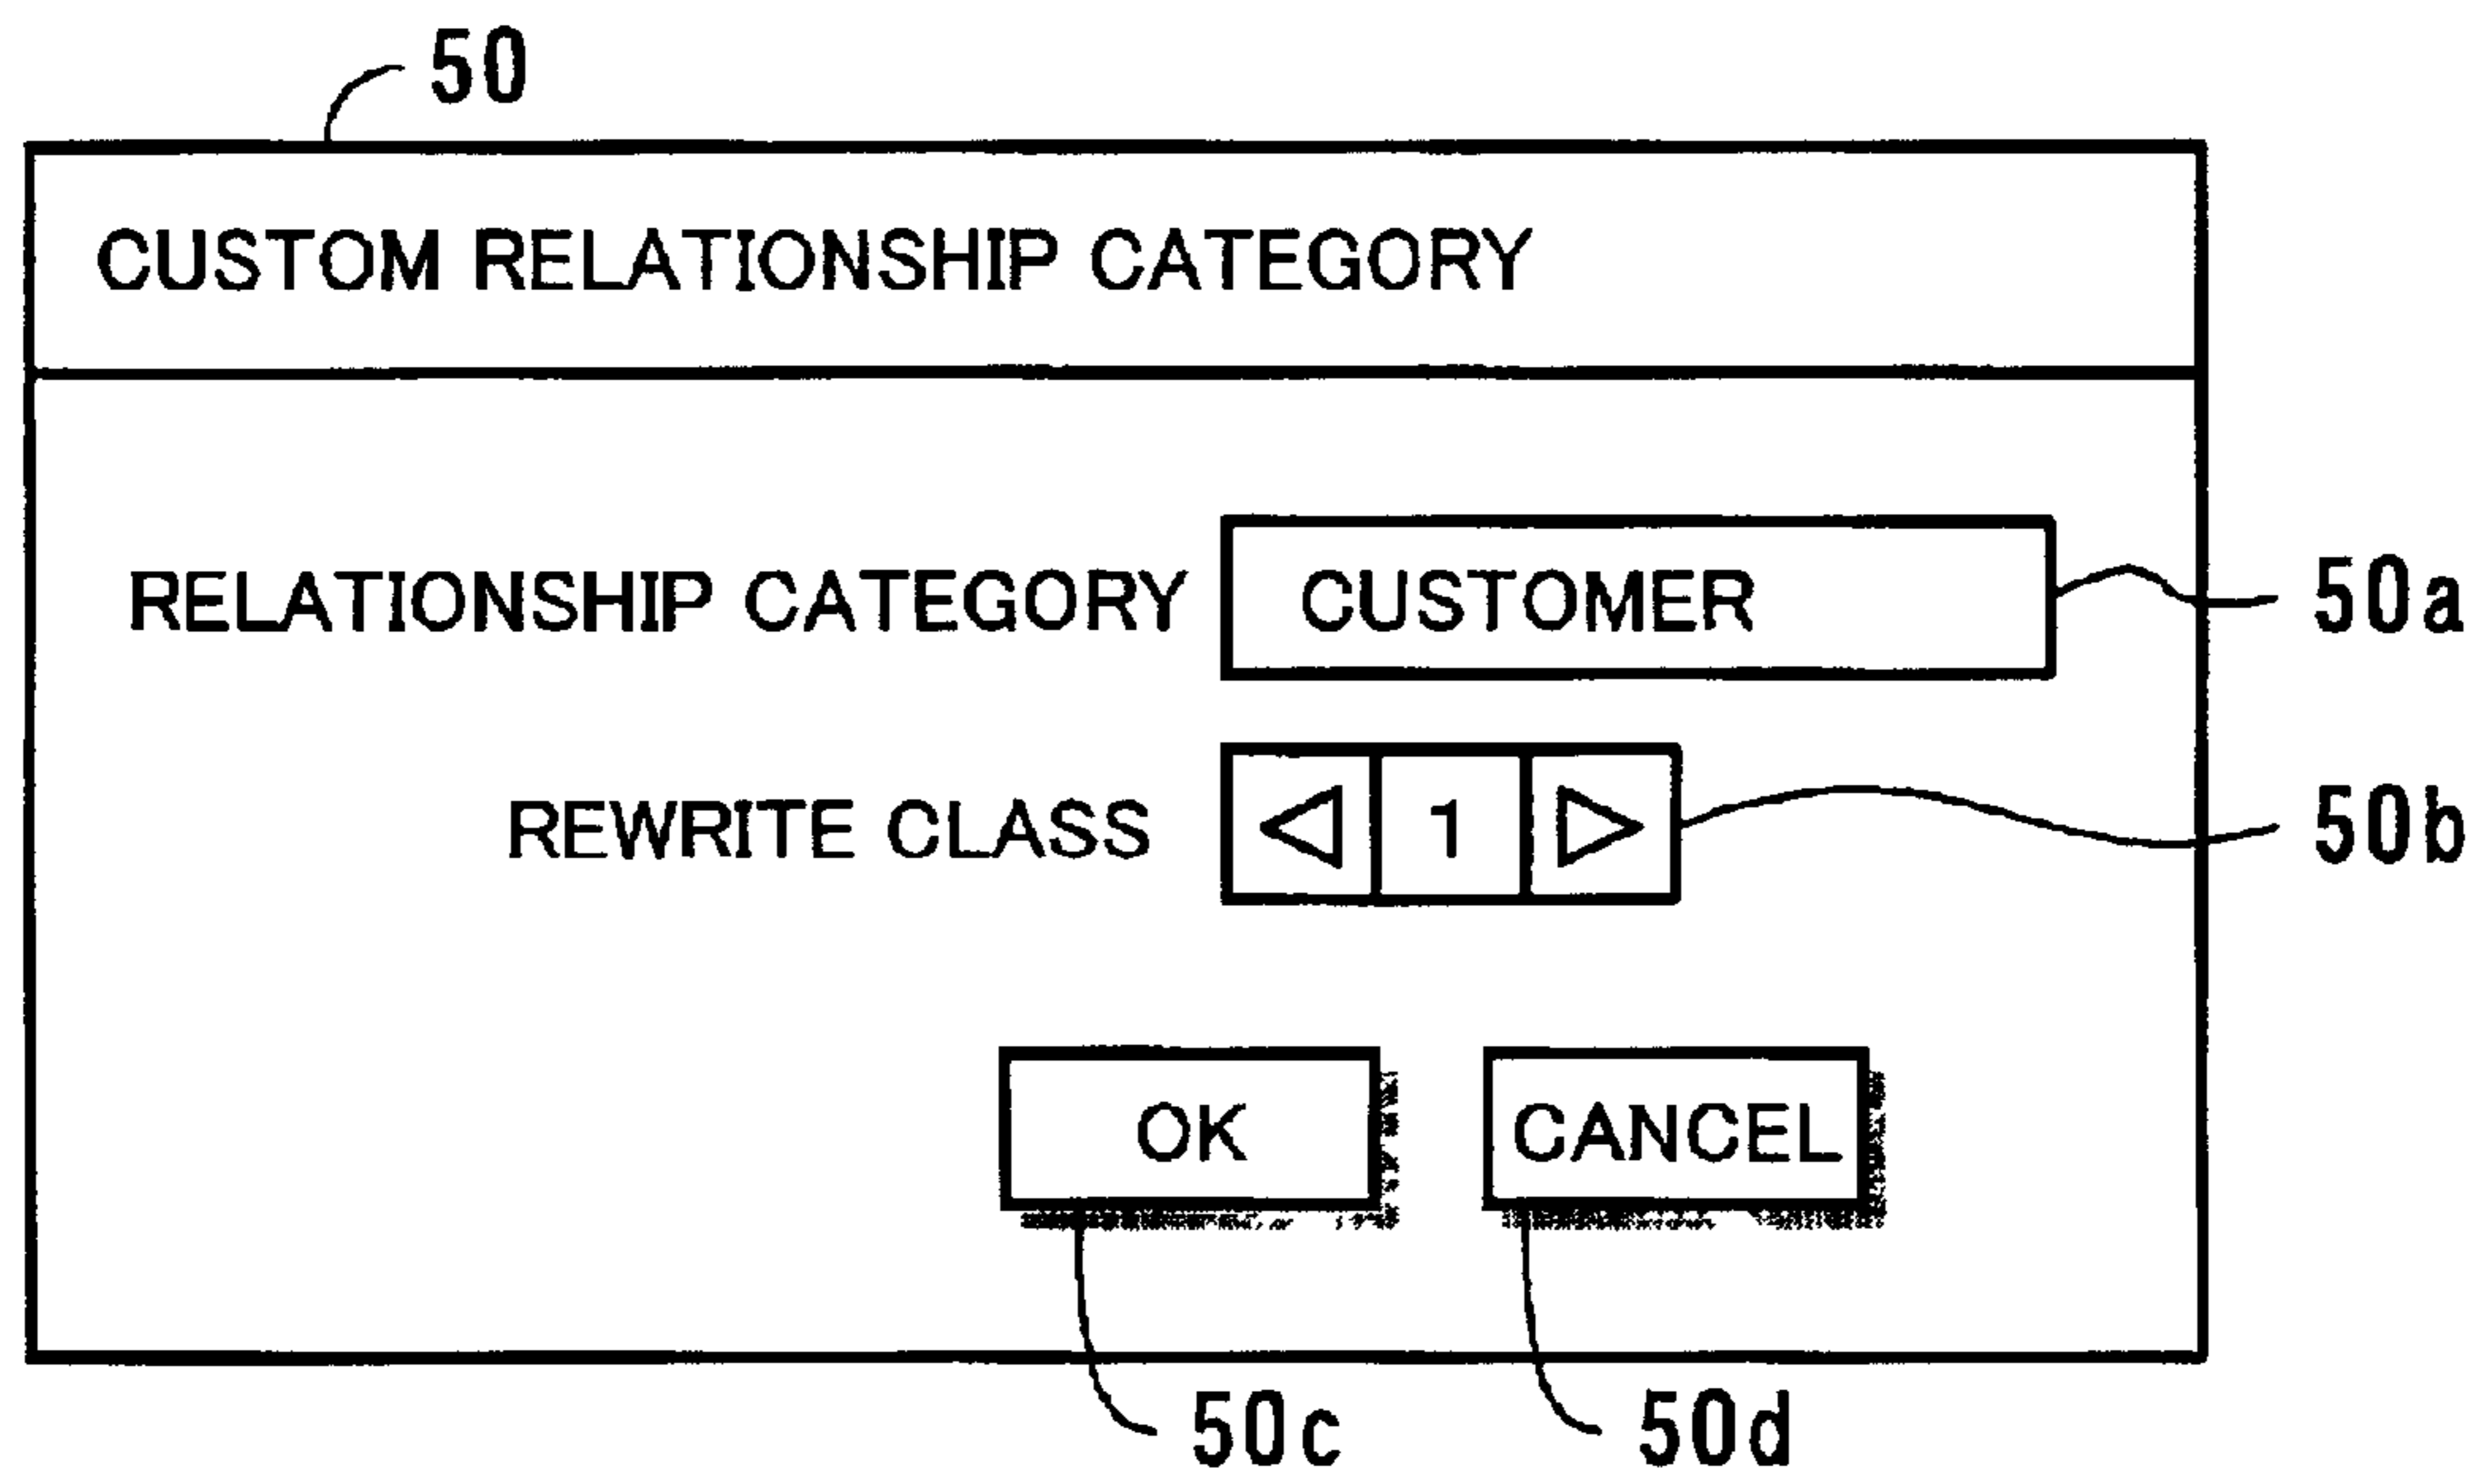 50
CUSTOM RELATIONSHIP CATEGORY
RELATIONSHIP CATEGORY CUSTOMER 50a
REWRITE CLASS 1 50b
OK CANCEL
50c 50d